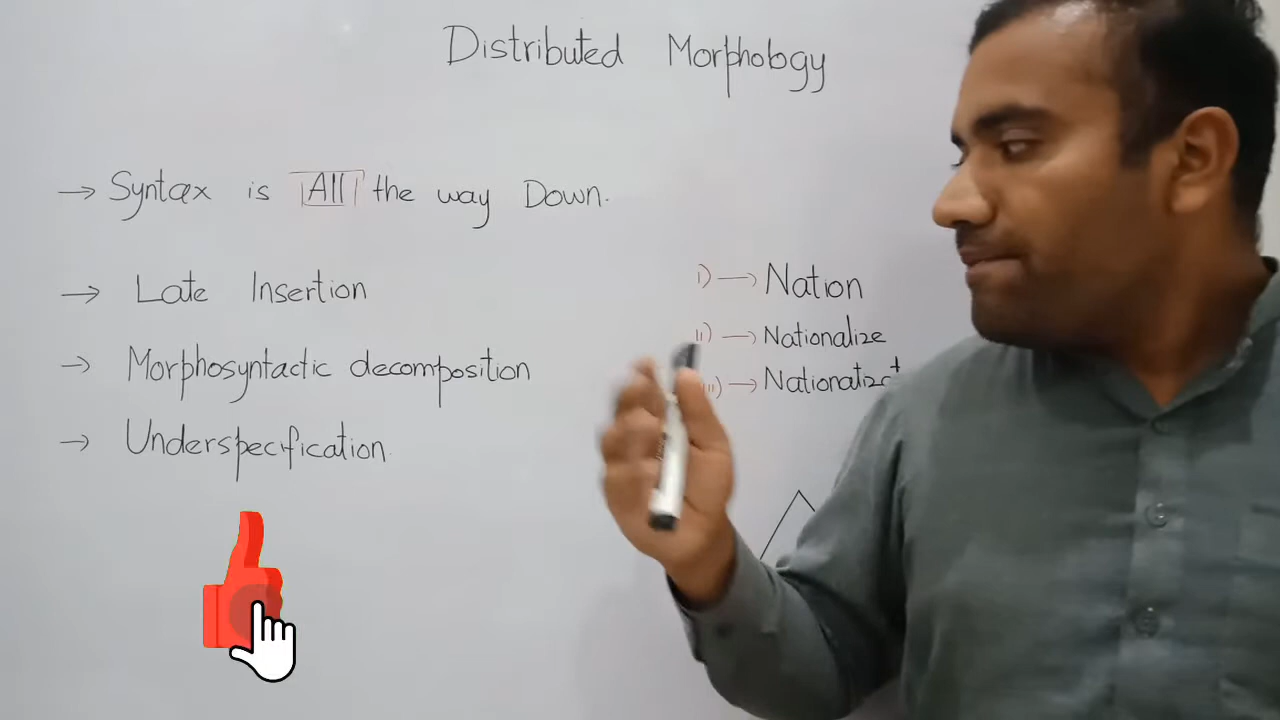 Distributed Morphology
→ Syntax is All the way Down.
→ Late Insertion
→ Morphosyntactic decomposition
→ Underspecification.
i) → Nation
ii) → Nationalize
→